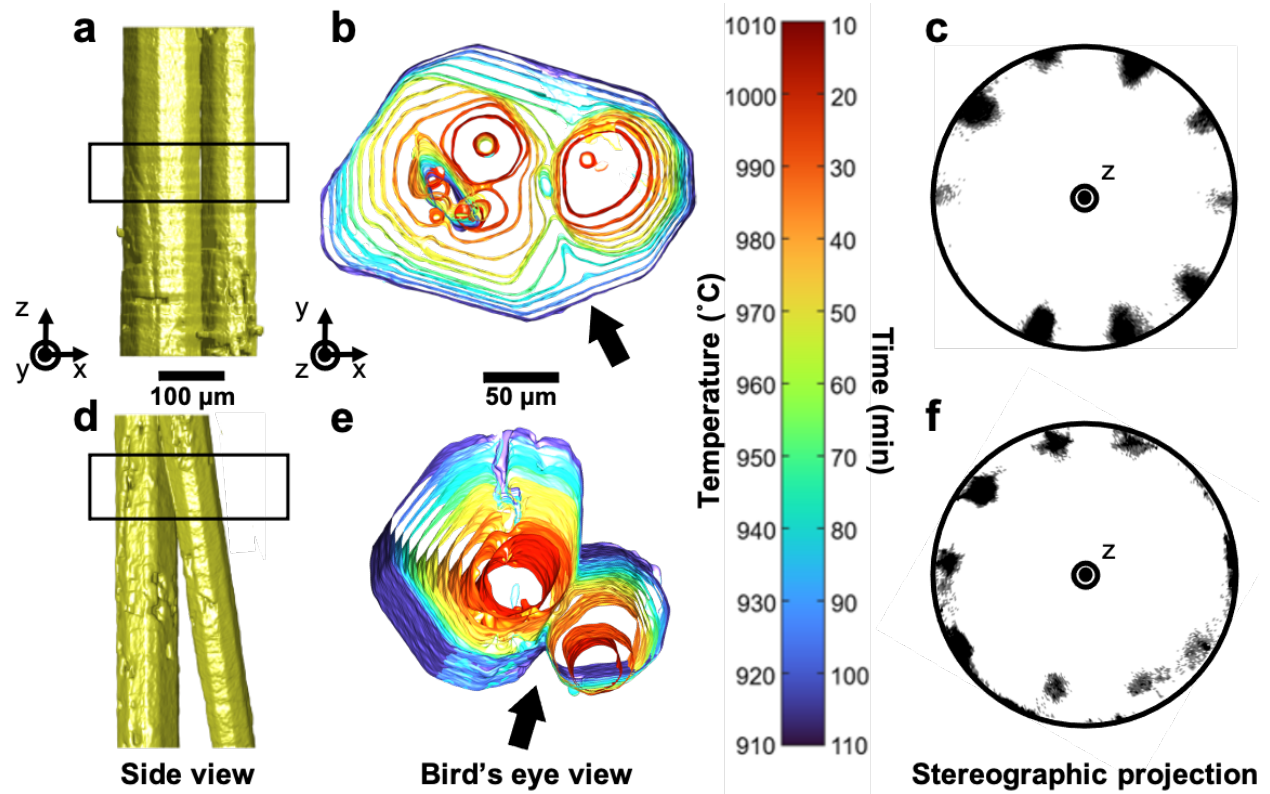 a
b
c
z
y
x
y
z
x
100 µm
50 µm
1010
1000
990
980
970
960
950
940
930
920
910
Temperature (˚C)
10
20
30
40
50
60
70
80
90
100
110
Time (min)
z
d
e
f
z
Side view
Bird's eye view
Stereographic projection